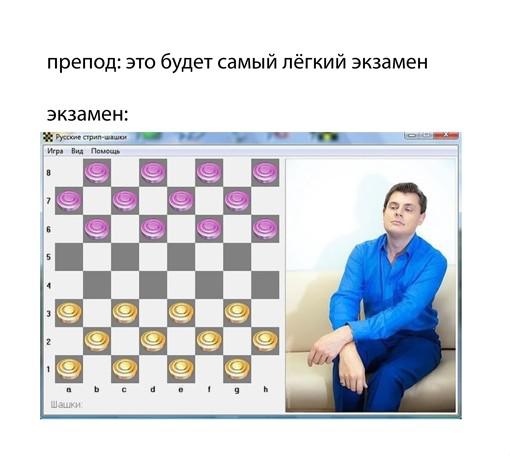 препод: это будет самый лёгкий экзамен
экзамен:
Русские стрип-шашки
Игра Вид Помощь
8
7
6
5
4
3
2
1
a b c d e f g h
Шашки: